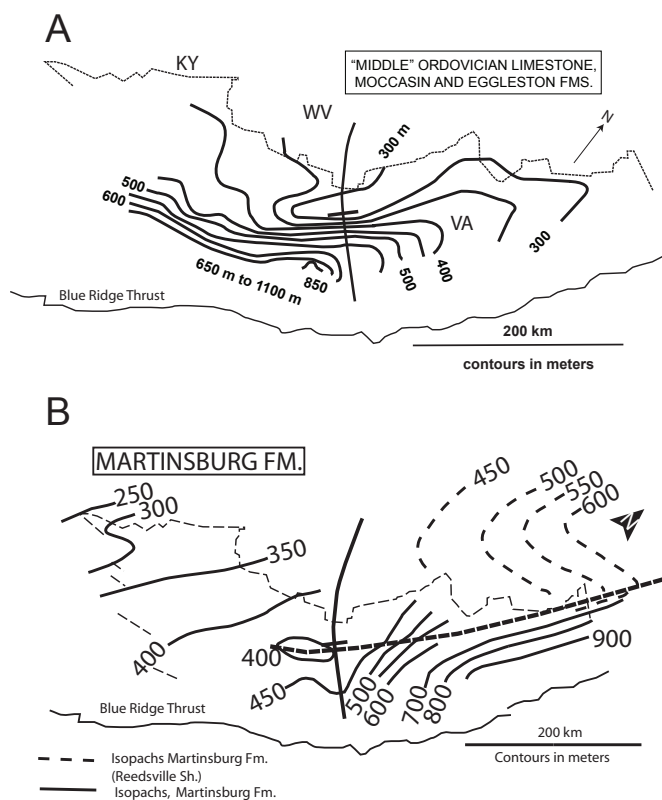 A
KY
"MIDDLE" ORDOVICIAN LIMESTONE,
MOCCASIN AND EGGLESTON FMS.
WV
N
300 m
500
600
VA
300
400
500
850
650 m to 1100 m
Blue Ridge Thrust
200 km
contours in meters
B
MARTINSBURG FM.
450
500
550
600
250
300
N
350
400
400
900
450
500
600
700
800
Blue Ridge Thrust
200 km
Contours in meters
Isopachs Martinsburg Fm.
(Reedsville Sh.)
Isopachs, Martinsburg Fm.